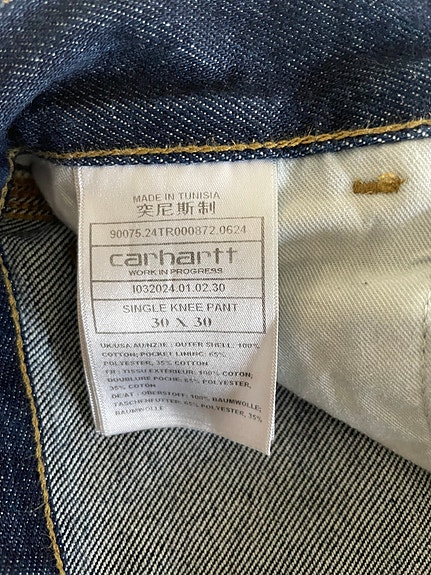 MADE IN TUNISIA
突尼斯制
90075.24TR000872.0624
carhartt
WORK IN PROGRESS
I032024.01.02.30
SINGLE KNEE PANT
30 X 30
UK/USA AU/NZ3E : OUTER SHELL: 100%
COTTON; POCKET LINING: 65%
POLYESTER, 35% COTTON
FR : TISSU EXTERIEUR: 100% COTON;
DOUBLURE POCHE: 65% POLYESTER,
35% COTON
DE/AT : OBERSTOFF: 100% BAUMWOLLE;
TASCHENFUTTER: 65% POLYESTER, 35%
BAUMWOLLE